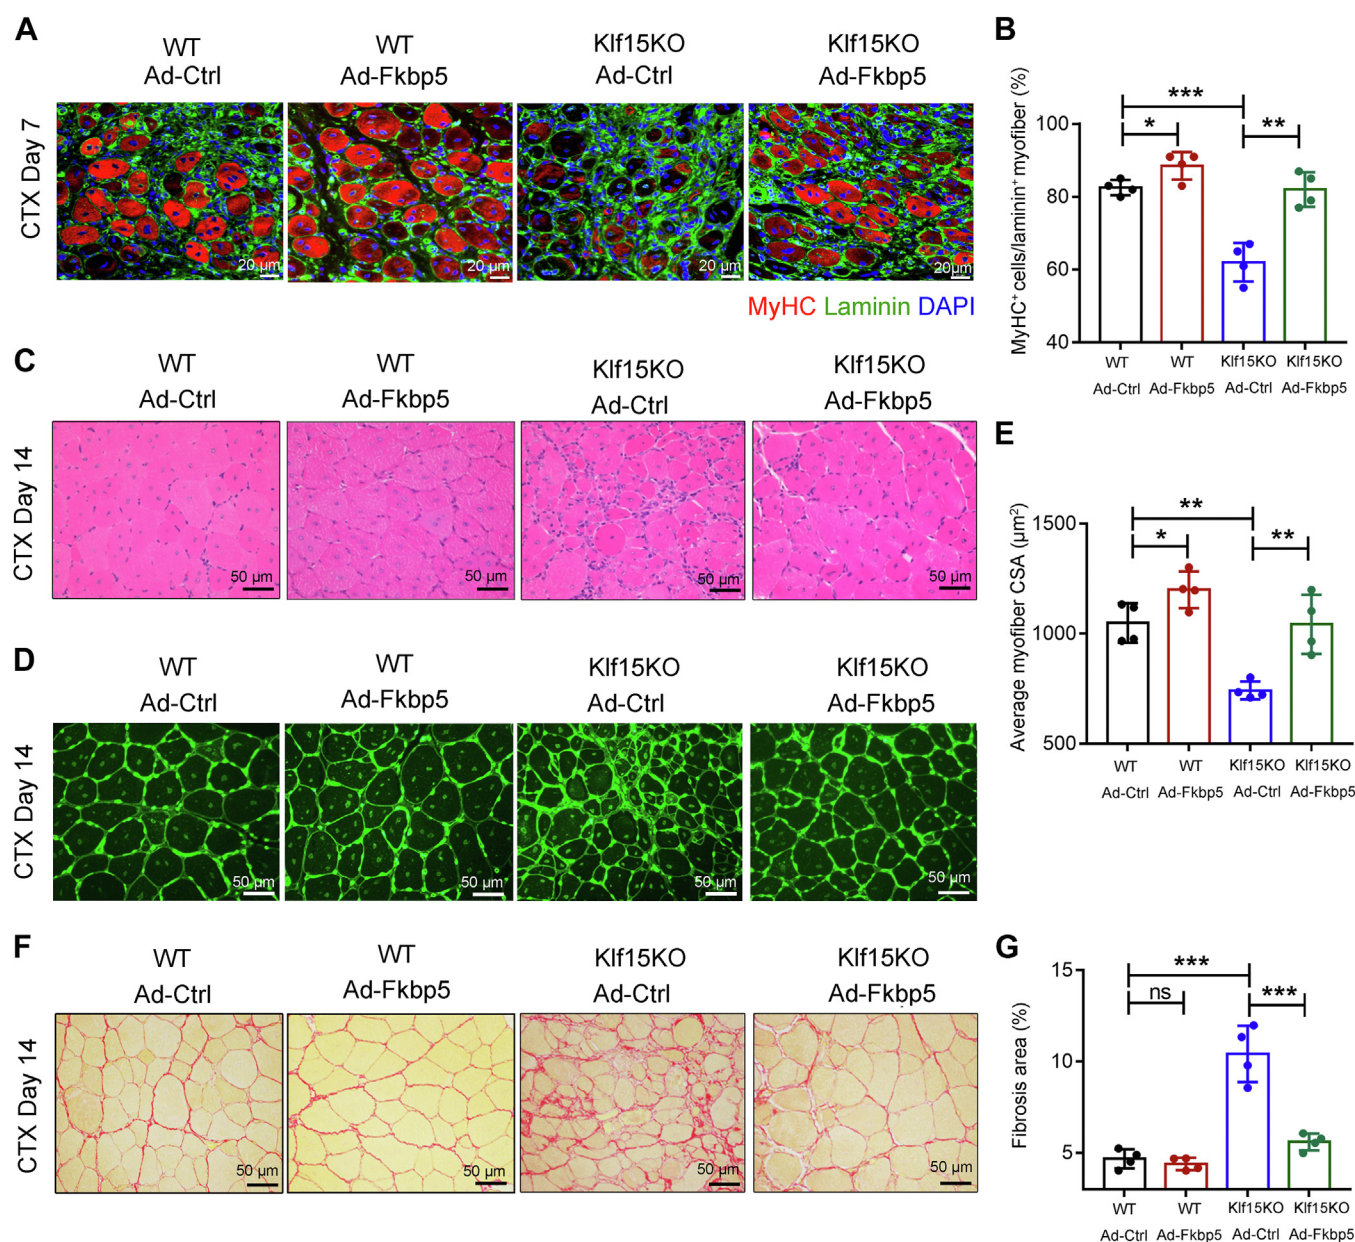 A
WT
Ad-Ctrl
WT
Ad-Fkbp5
Klf15KO
Ad-Ctrl
Klf15KO
Ad-Fkbp5
CTX Day 7
20 µm
20 µm
20 µm
20µm
MyHC Laminin DAPI
B
MyHC⁺ cells/laminin⁺ myofiber (%)
100
80
60
40
***
*
**
WT
Ad-Ctrl
WT
Ad-Fkbp5
Klf15KO
Ad-Ctrl
Klf15KO
Ad-Fkbp5
C
WT
Ad-Ctrl
WT
Ad-Fkbp5
Klf15KO
Ad-Ctrl
Klf15KO
Ad-Fkbp5
CTX Day 14
50 µm
50 µm
50 µm
50 µm
D
WT
Ad-Ctrl
WT
Ad-Fkbp5
Klf15KO
Ad-Ctrl
Klf15KO
Ad-Fkbp5
CTX Day 14
50 µm
50 µm
50 µm
50 µm
E
Average myofiber CSA (µm²)
1500
1000
500
**
*
**
WT
Ad-Ctrl
WT
Ad-Fkbp5
Klf15KO
Ad-Ctrl
Klf15KO
Ad-Fkbp5
F
WT
Ad-Ctrl
WT
Ad-Fkbp5
Klf15KO
Ad-Ctrl
Klf15KO
Ad-Fkbp5
CTX Day 14
50 µm
50 µm
50 µm
50 µm
G
Fibrosis area (%)
15
10
5
***
ns
***
WT
Ad-Ctrl
WT
Ad-Fkbp5
Klf15KO
Ad-Ctrl
Klf15KO
Ad-Fkbp5